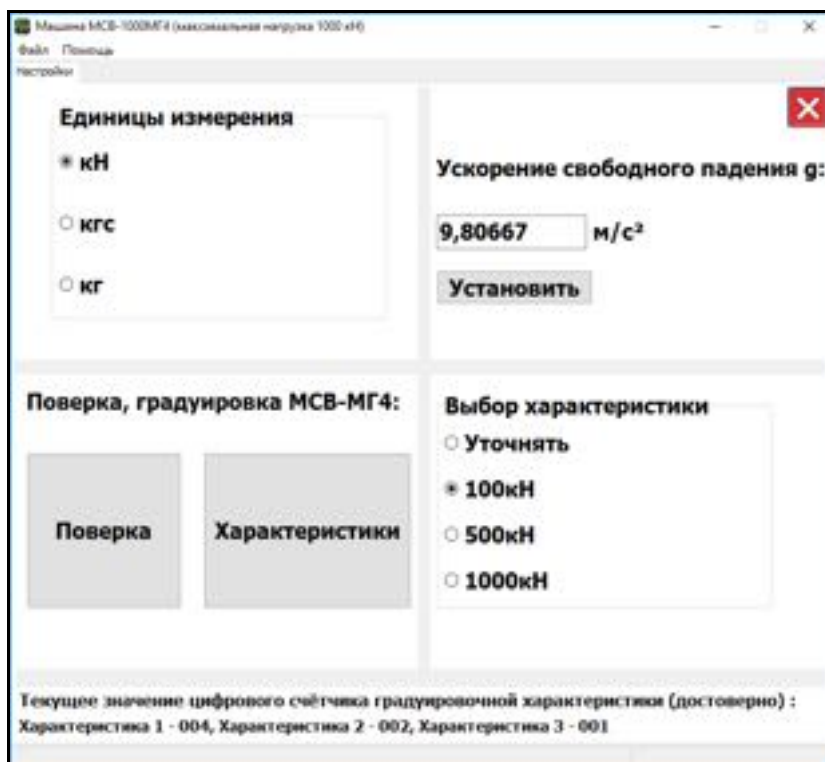 Машина МСВ-1000МГ4 (максимальная нагрузка 1000 кН)
Файл Помощь
Настройки
Единицы измерения
кН
кгс
кг
Ускорение свободного падения g:
9,80667 м/с²
Установить
Поверка, градуировка МСВ-МГ4:
Поверка
Характеристики
Выбор характеристики
Уточнять
100кН
500кН
1000кН
Текущее значение цифрового счётчика градуировочной характеристики (достоверно) :
Характеристика 1 - 004, Характеристика 2 - 002, Характеристика 3 - 001